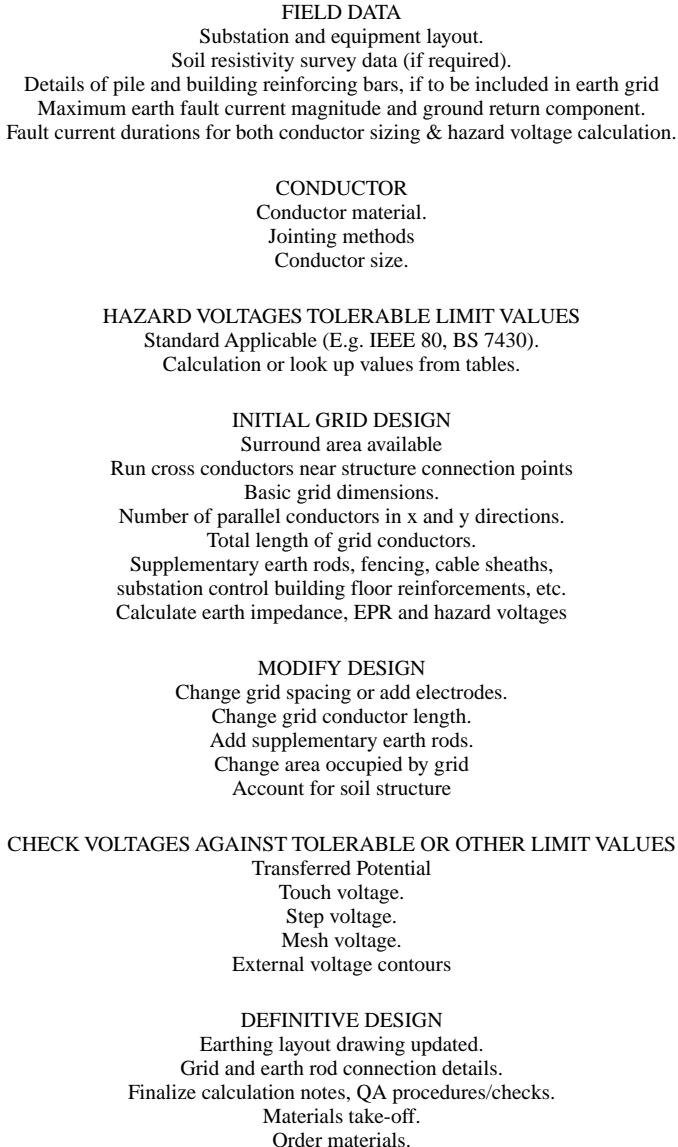 FIELD DATA
Substation and equipment layout.
Soil resistivity survey data (if required).
Details of pile and building reinforcing bars, if to be included in earth grid
Maximum earth fault current magnitude and ground return component.
Fault current durations for both conductor sizing & hazard voltage calculation.
CONDUCTOR
Conductor material.
Jointing methods
Conductor size.
HAZARD VOLTAGES TOLERABLE LIMIT VALUES
Standard Applicable (E.g. IEEE 80, BS 7430).
Calculation or look up values from tables.
INITIAL GRID DESIGN
Surround area available
Run cross conductors near structure connection points
Basic grid dimensions.
Number of parallel conductors in x and y directions.
Total length of grid conductors.
Supplementary earth rods, fencing, cable sheaths,
substation control building floor reinforcements, etc.
Calculate earth impedance, EPR and hazard voltages
MODIFY DESIGN
Change grid spacing or add electrodes.
Change grid conductor length.
Add supplementary earth rods.
Change area occupied by grid
Account for soil structure
CHECK VOLTAGES AGAINST TOLERABLE OR OTHER LIMIT VALUES
Transferred Potential
Touch voltage.
Step voltage.
Mesh voltage.
External voltage contours
DEFINITIVE DESIGN
Earthing layout drawing updated.
Grid and earth rod connection details.
Finalize calculation notes, QA procedures/checks.
Materials take-off.
Order materials.